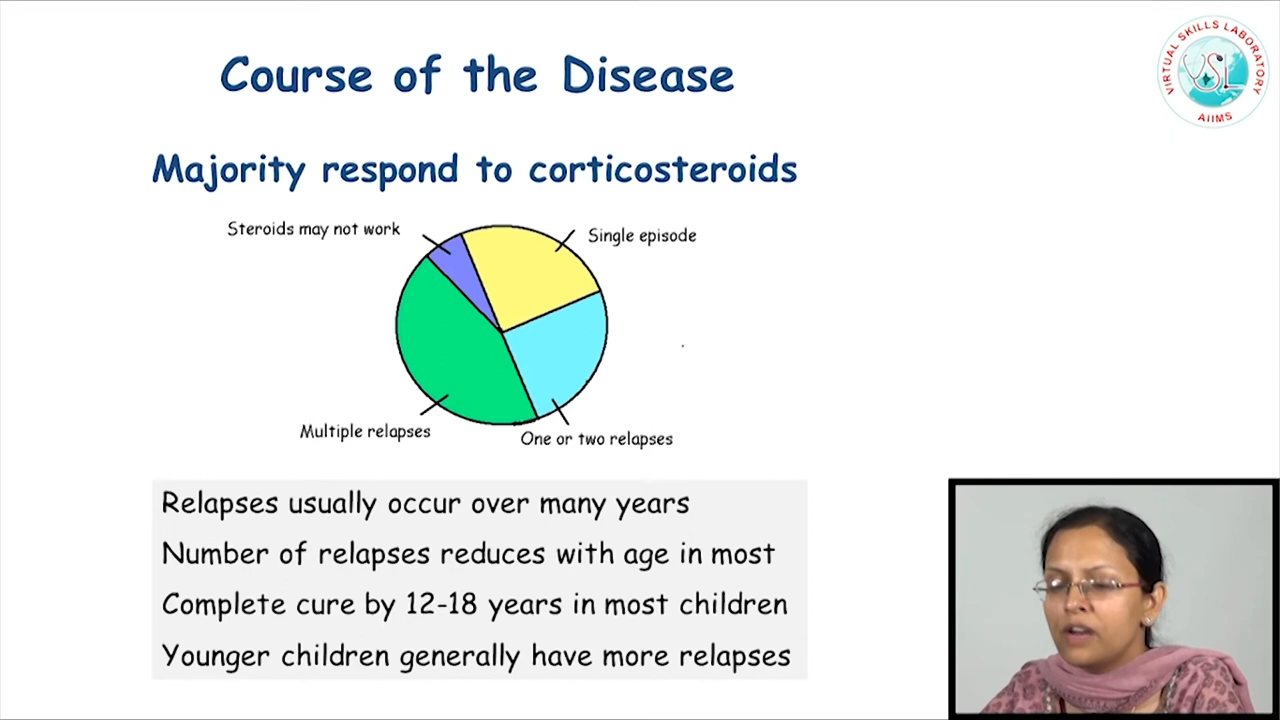 Course of the Disease
VIRTUAL SKILLS LABORATORY
VSL
AIIMS
Majority respond to corticosteroids
Steroids may not work
Single episode
Multiple relapses
One or two relapses
Relapses usually occur over many years
Number of relapses reduces with age in most
Complete cure by 12-18 years in most children
Younger children generally have more relapses